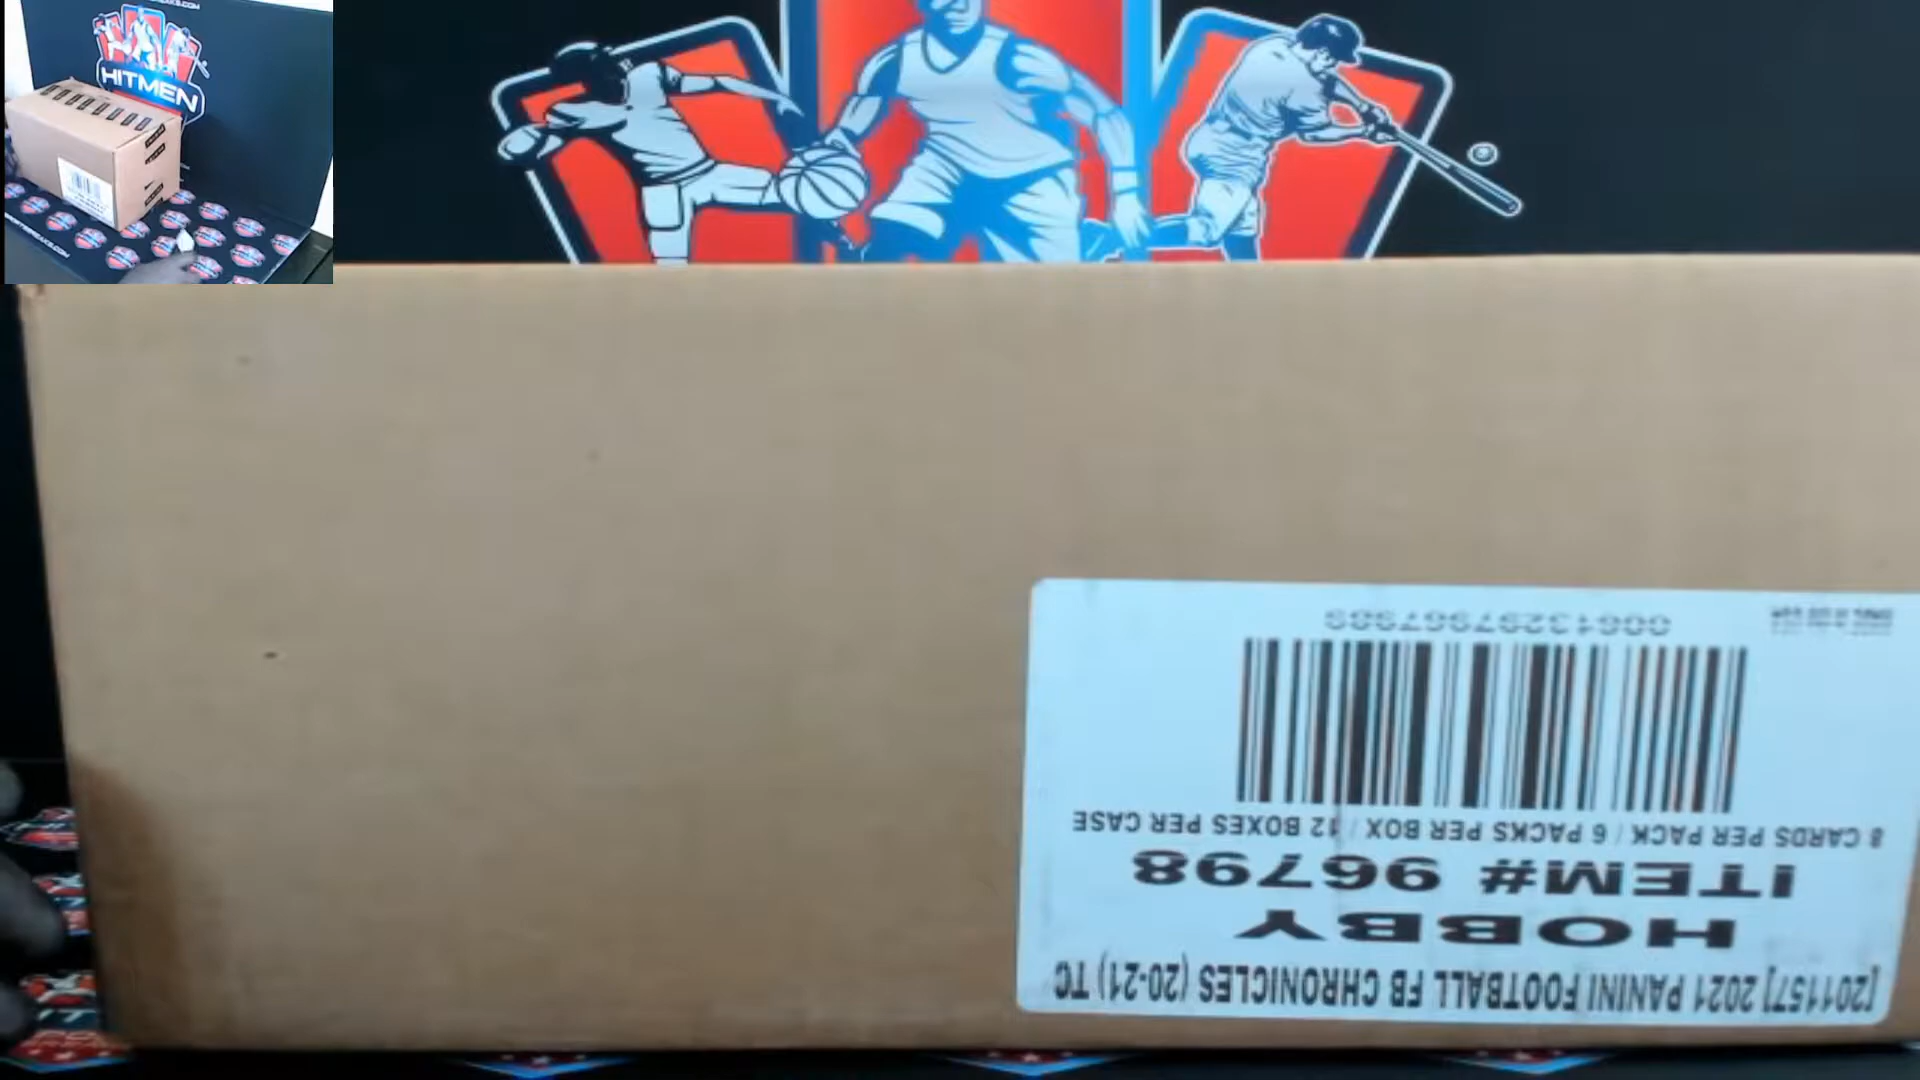 HITMEN
[201157] 2021 PANINI FOOTBALL FB CHRONICLES (20-21) TC
HOBBY
ITEM# 96798
8 CARDS PER PACK / 6 PACKS PER BOX / 12 BOXES PER CASE
00613297967989